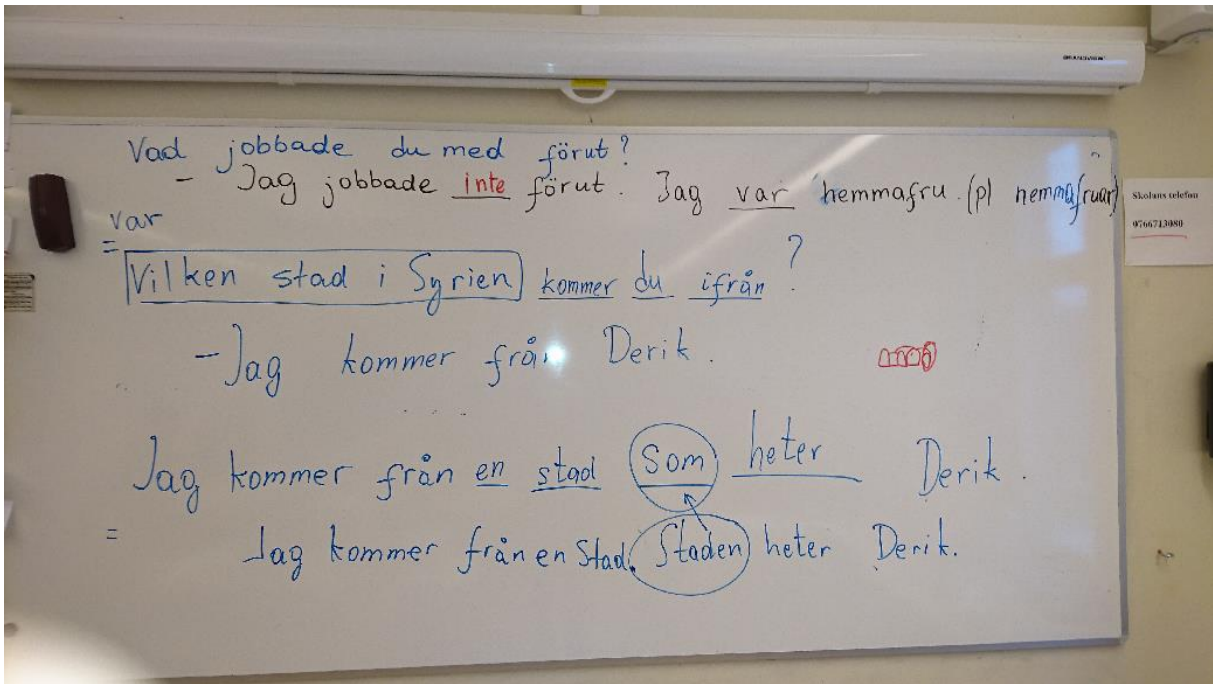 Vad jobbade du med förut?
- Jag jobbade inte förut. Jag var hemmafru. (pl hemmafruar)
var
=
Vilken stad i Syrien kommer du ifrån?
- Jag kommer från Derik.
Jag kommer från en stad som heter Derik.
= Jag kommer från en stad. Staden heter Derik.
Skolans telefon
0766713080